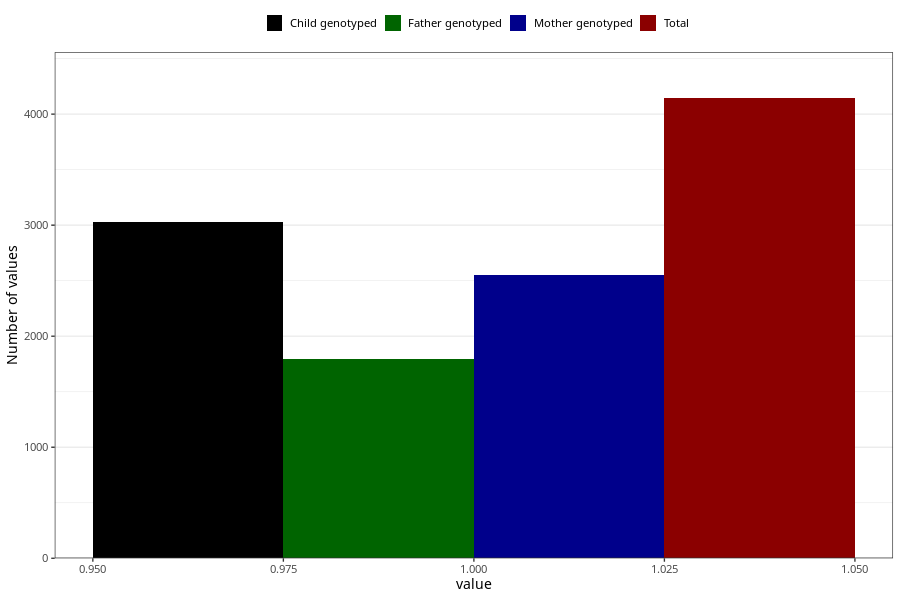 Child genotyped Father genotyped Mother genotyped Total
Number of values
4000
3000
2000
1000
0
0.950 0.975 1.000 1.025 1.050
value